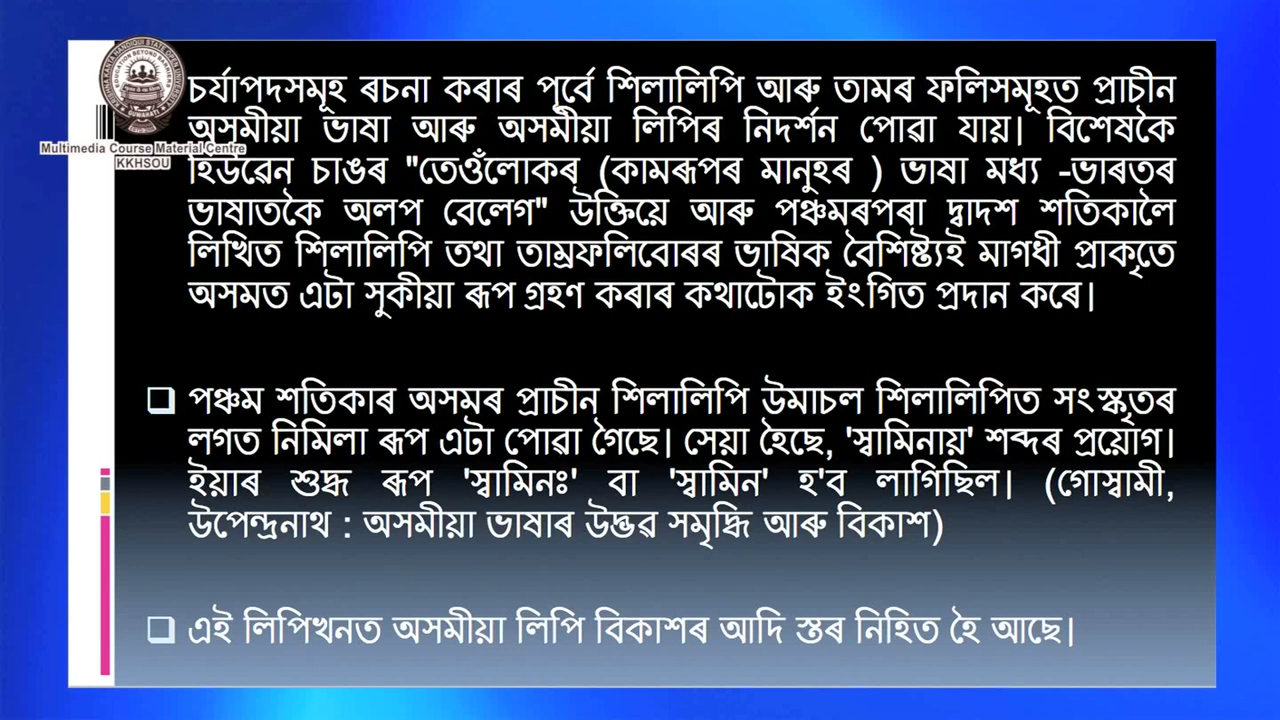 চৰ্যাপদসমূহ ৰচনা কৰাৰ পূৰ্বে শিলালিপি আৰু তামৰ ফলিসমূহত প্ৰাচীন
অসমীয়া ভাষা আৰু অসমীয়া লিপিৰ নিদৰ্শন পোৱা যায়। বিশেষকৈ
Multimedia Course Material Centre
KKHSOU
হিউৱেন চাঙৰ "তেওঁলোকৰ (কামৰূপৰ মানুহৰ ) ভাষা মধ্য -ভাৰতৰ
ভাষাতকৈ অলপ বেলেগ" উক্তিয়ে আৰু পঞ্চমৰপৰা দ্বাদশ শতিকালৈ
লিখিত শিলালিপি তথা তাম্ৰফলিবোৰৰ ভাষিক বৈশিষ্ট্যই মাগধী প্ৰাকৃতে
অসমত এটা সুকীয়া ৰূপ গ্ৰহণ কৰাৰ কথাটোক ইংগিত প্ৰদান কৰে।
পঞ্চম শতিকাৰ অসমৰ প্ৰাচীন শিলালিপি উমাচল শিলালিপিত সংস্কৃতৰ
লগত নিমিলা ৰূপ এটা পোৱা গৈছে। সেয়া হৈছে, 'স্বামিনায়' শব্দৰ প্ৰয়োগ।
ইয়াৰ শুদ্ধ ৰূপ 'স্বামিনঃ' বা 'স্বামিন' হ'ব লাগিছিল। (গোস্বামী,
উপেন্দ্ৰনাথ : অসমীয়া ভাষাৰ উদ্ভৱ সমৃদ্ধি আৰু বিকাশ)
এই লিপিখনত অসমীয়া লিপি বিকাশৰ আদি স্তৰ নিহিত হৈ আছে।